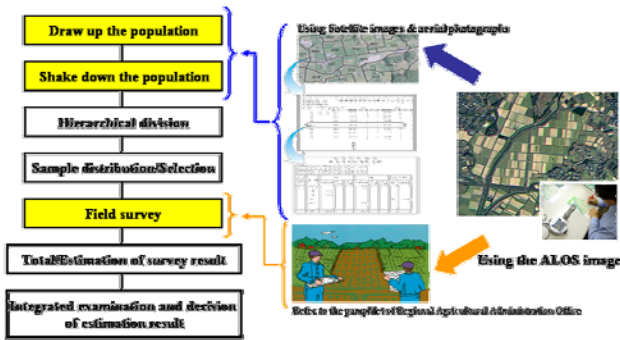 Draw up the population
Shake down the population
Hierarchical division
Sample distribution/Selection
Field survey
Total/Estimation of survey result
Integrated examination and decision
of estimation result
Using Satellite images & aerial photographs
Using the ALOS image
Refer to the pamphlet of Regional Agricultural Administration Office